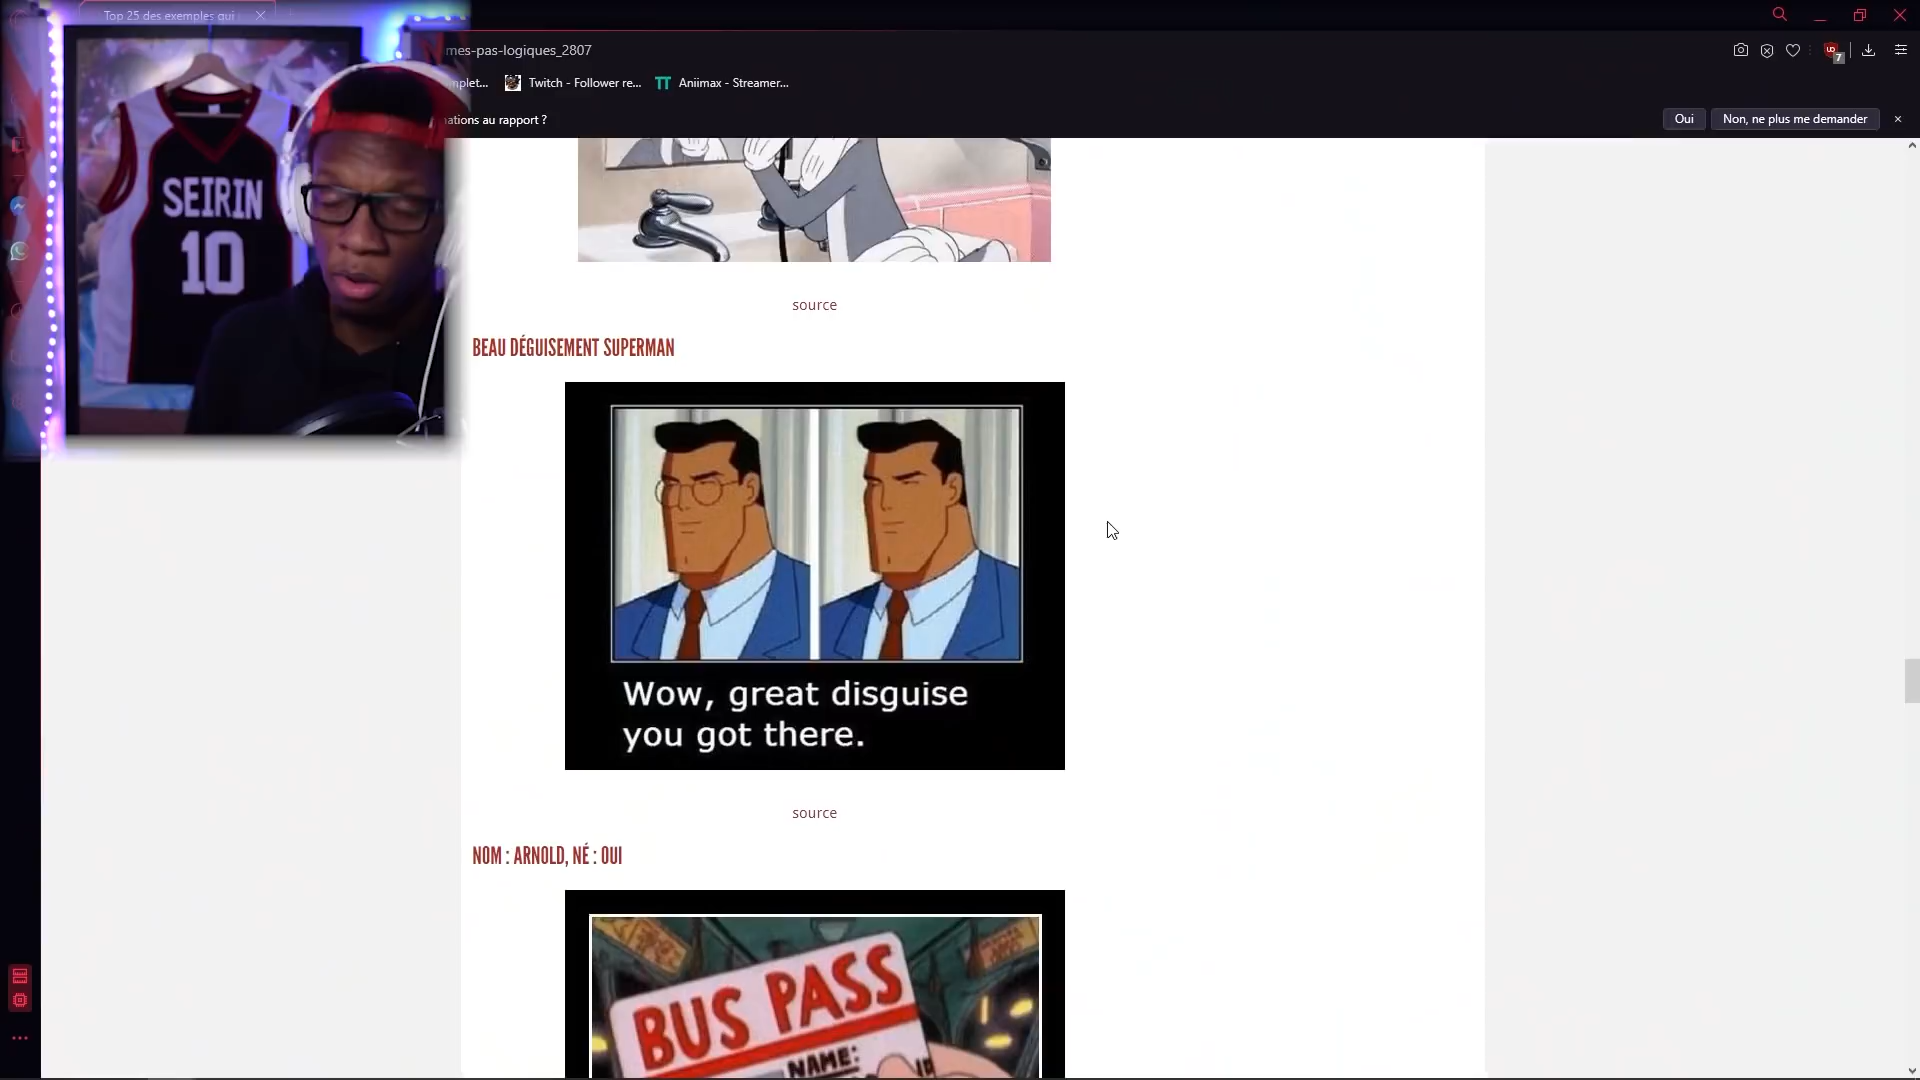 Top 25 des exemples qui
mes-pas-logiques_2807
mplet...
Twitch - Follower re...
Aniimax - Streamer...
ations au rapport ?
Oui
Non, ne plus me demander
7
SEIRIN
10
source
BEAU DÉGUISEMENT SUPERMAN
Wow, great disguise
you got there.
source
NOM : ARNOLD, NÉ : OUI
BUS PASS
NAME: